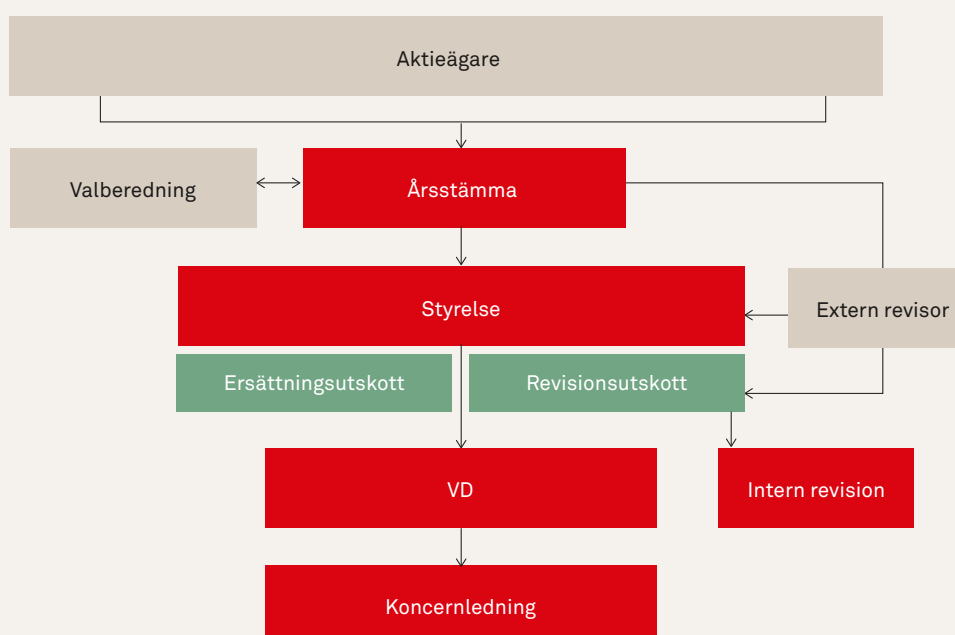 Aktieägare
Valberedning
Årsstämma
Styrelse
Extern revisor
Ersättningsutskott
Revisionsutskott
VD
Intern revision
Koncernledning